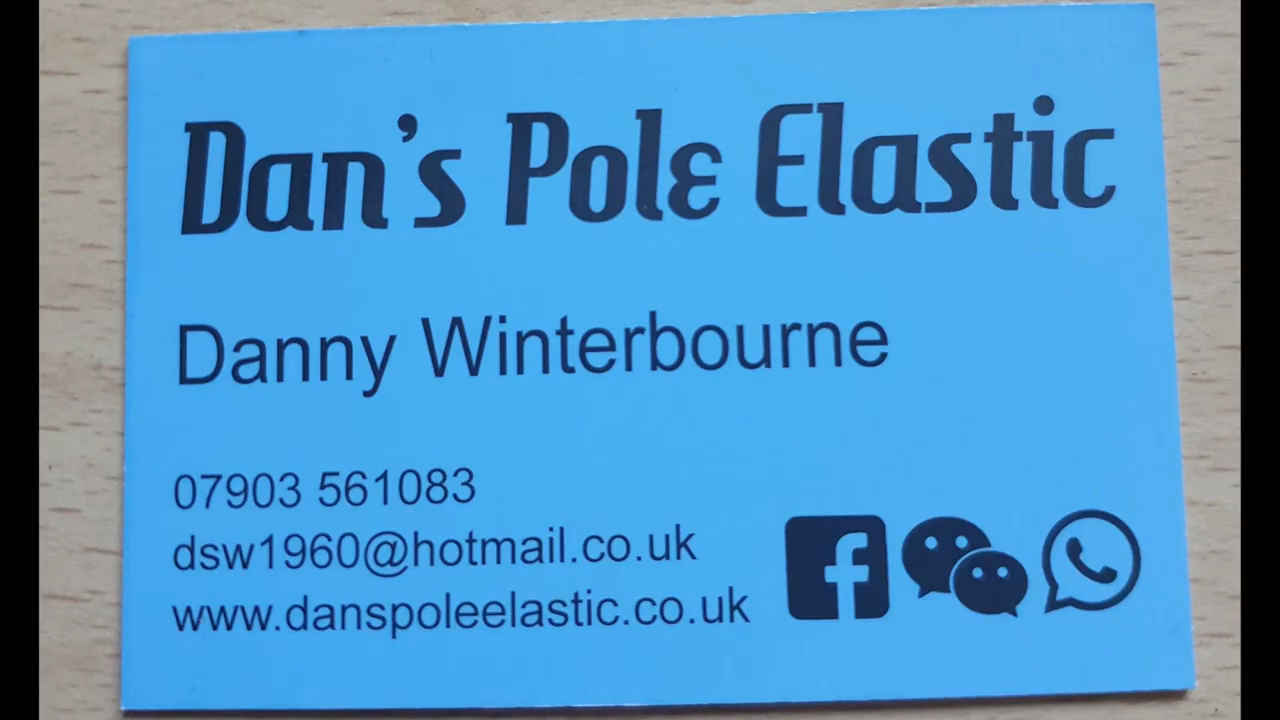 Dan's Pole Elastic
Danny Winterbourne
07903 561083
dsw1960@hotmail.co.uk
www.danspoleelastic.co.uk